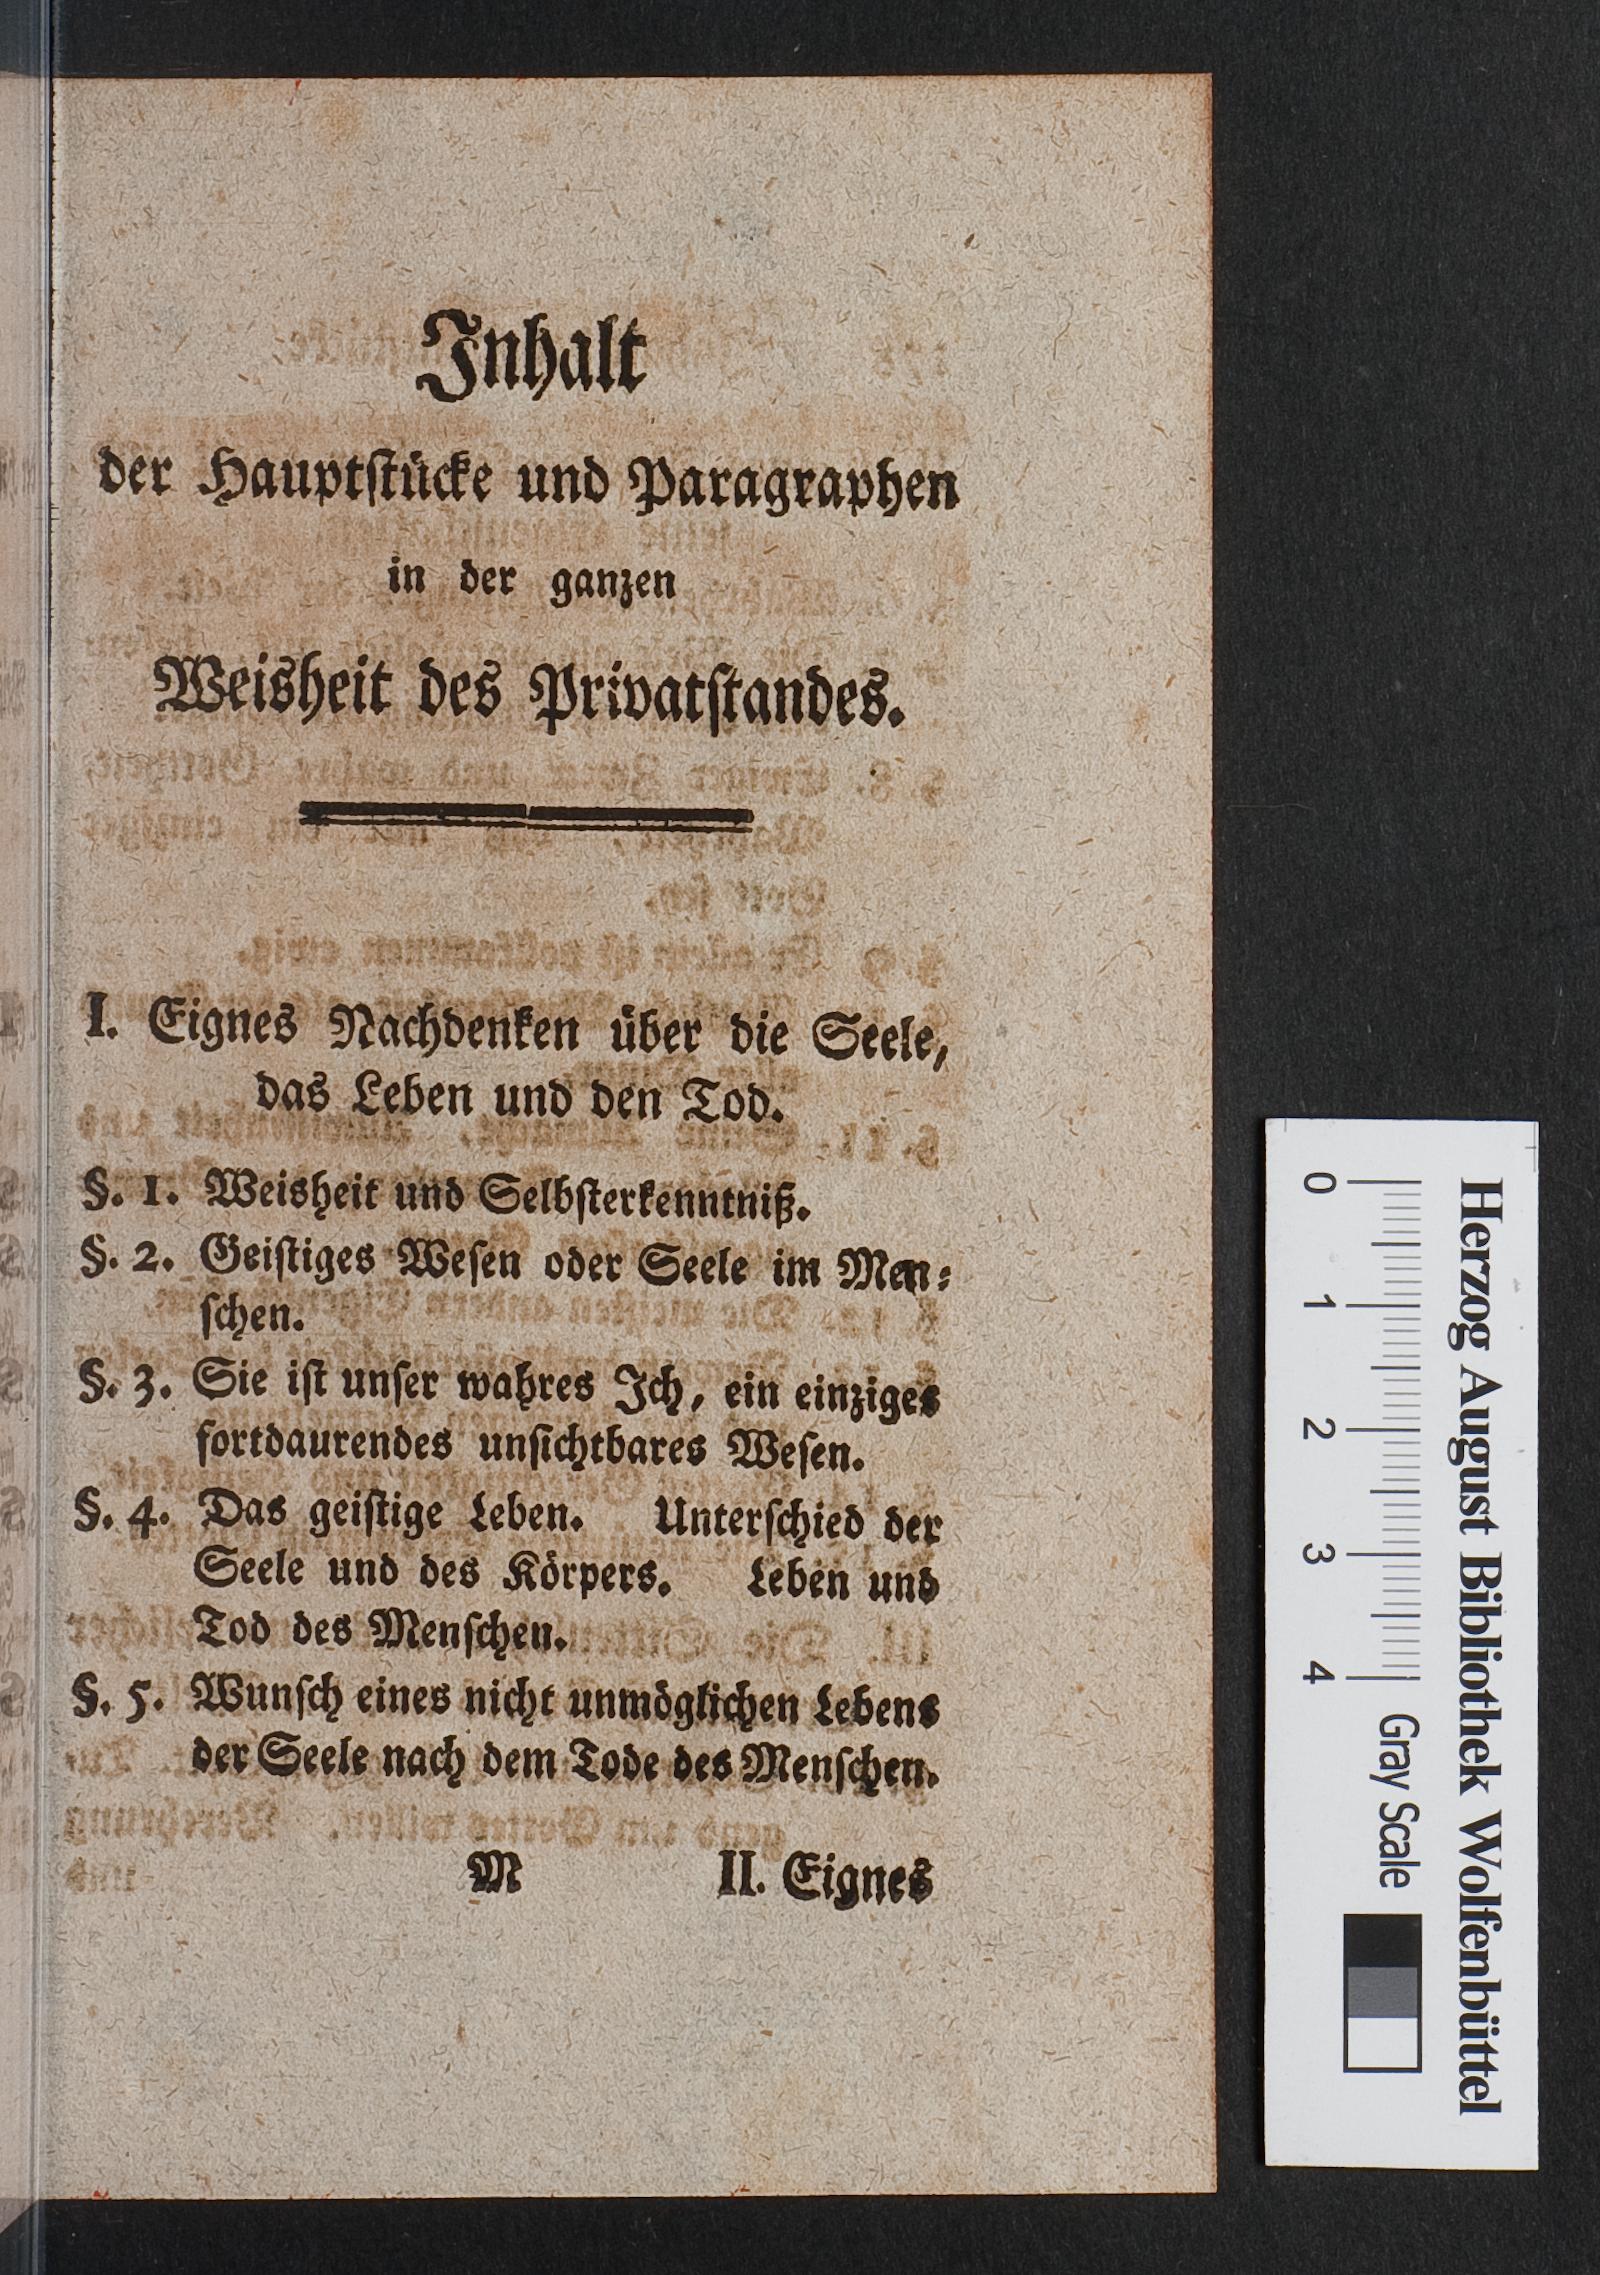 Inhalt
der Hauptſtücke und Paragraphen
in der ganzen
Weisheit des Privatſtandes.
I. Eignes Nachdenken über die Seele,
das Leben und den Tod.
§. 1. Weisheit und Selbſterkenntniß.
§. 2. Geiſtiges Weſen oder Seele im Men⸗
ſchen.
§. 3. Sie iſt unſer wahres Ich, ein einziges
fortdaurendes unſichtbares Weſen.
§. 4. Das geiſtige Leben. Unterſchied der
Seele und des Körpers. Leben und
Tod des Menſchen.
§. 5. Wunſch eines nicht unmöglichen Lebens
der Seele nach dem Tode des Menſchen.
M II. Eignes
Herzog August Bibliothek Wolfenbüttel
0 1 2 3 4 Gray Scale